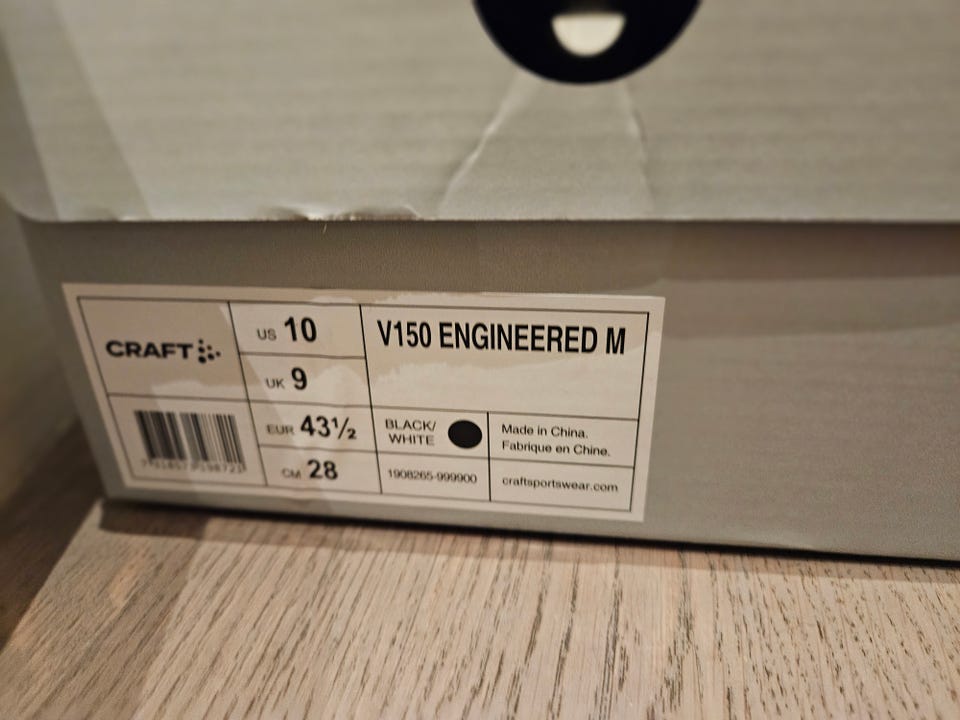 CRAFT
US 10
UK 9
EUR 43½
CM 28
V150 ENGINEERED M
BLACK/
WHITE
1908265-999900
Made in China.
Fabrique en Chine.
craftsportswear.com